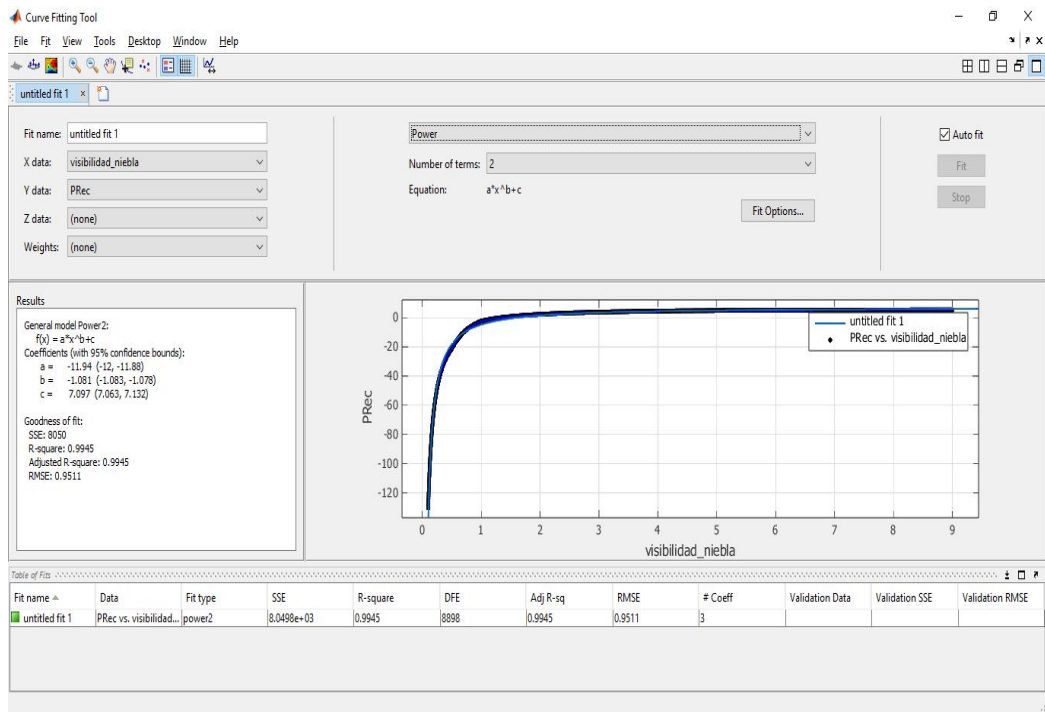 Curve Fitting Tool
File Fit View Tools Desktop Window Help
untitled fit 1
Fit name: untitled fit 1
X data: visibilidad_niebla
Y data: PRec
Z data: (none)
Weights: (none)
Power
Number of terms: 2
Equation: a*x^b+c
Fit Options...
Auto fit
Fit
Stop
Results
General model Power2:
f(x) = a*x^b+c
Coefficients (with 95% confidence bounds):
a = -11.94 (-12, -11.88)
b = -1.081 (-1.083, -1.078)
c = 7.097 (7.063, 7.132)
Goodness of fit:
SSE: 8050
R-square: 0.9945
Adjusted R-square: 0.9945
RMSE: 0.9511
untitled fit 1
PRec vs. visibilidad_niebla
0
-20
-40
-60
-80
-100
-120
PRec
0 1 2 3 4 5 6 7 8 9
visibilidad_niebla
Table of Fits
Fit name Data Fit type SSE R-square DFE Adj R-sq RMSE # Coeff Validation Data Validation SSE Validation RMSE
untitled fit 1 PRec vs. visibilidad... power2 8.0498e+03 0.9945 8898 0.9945 0.9511 3